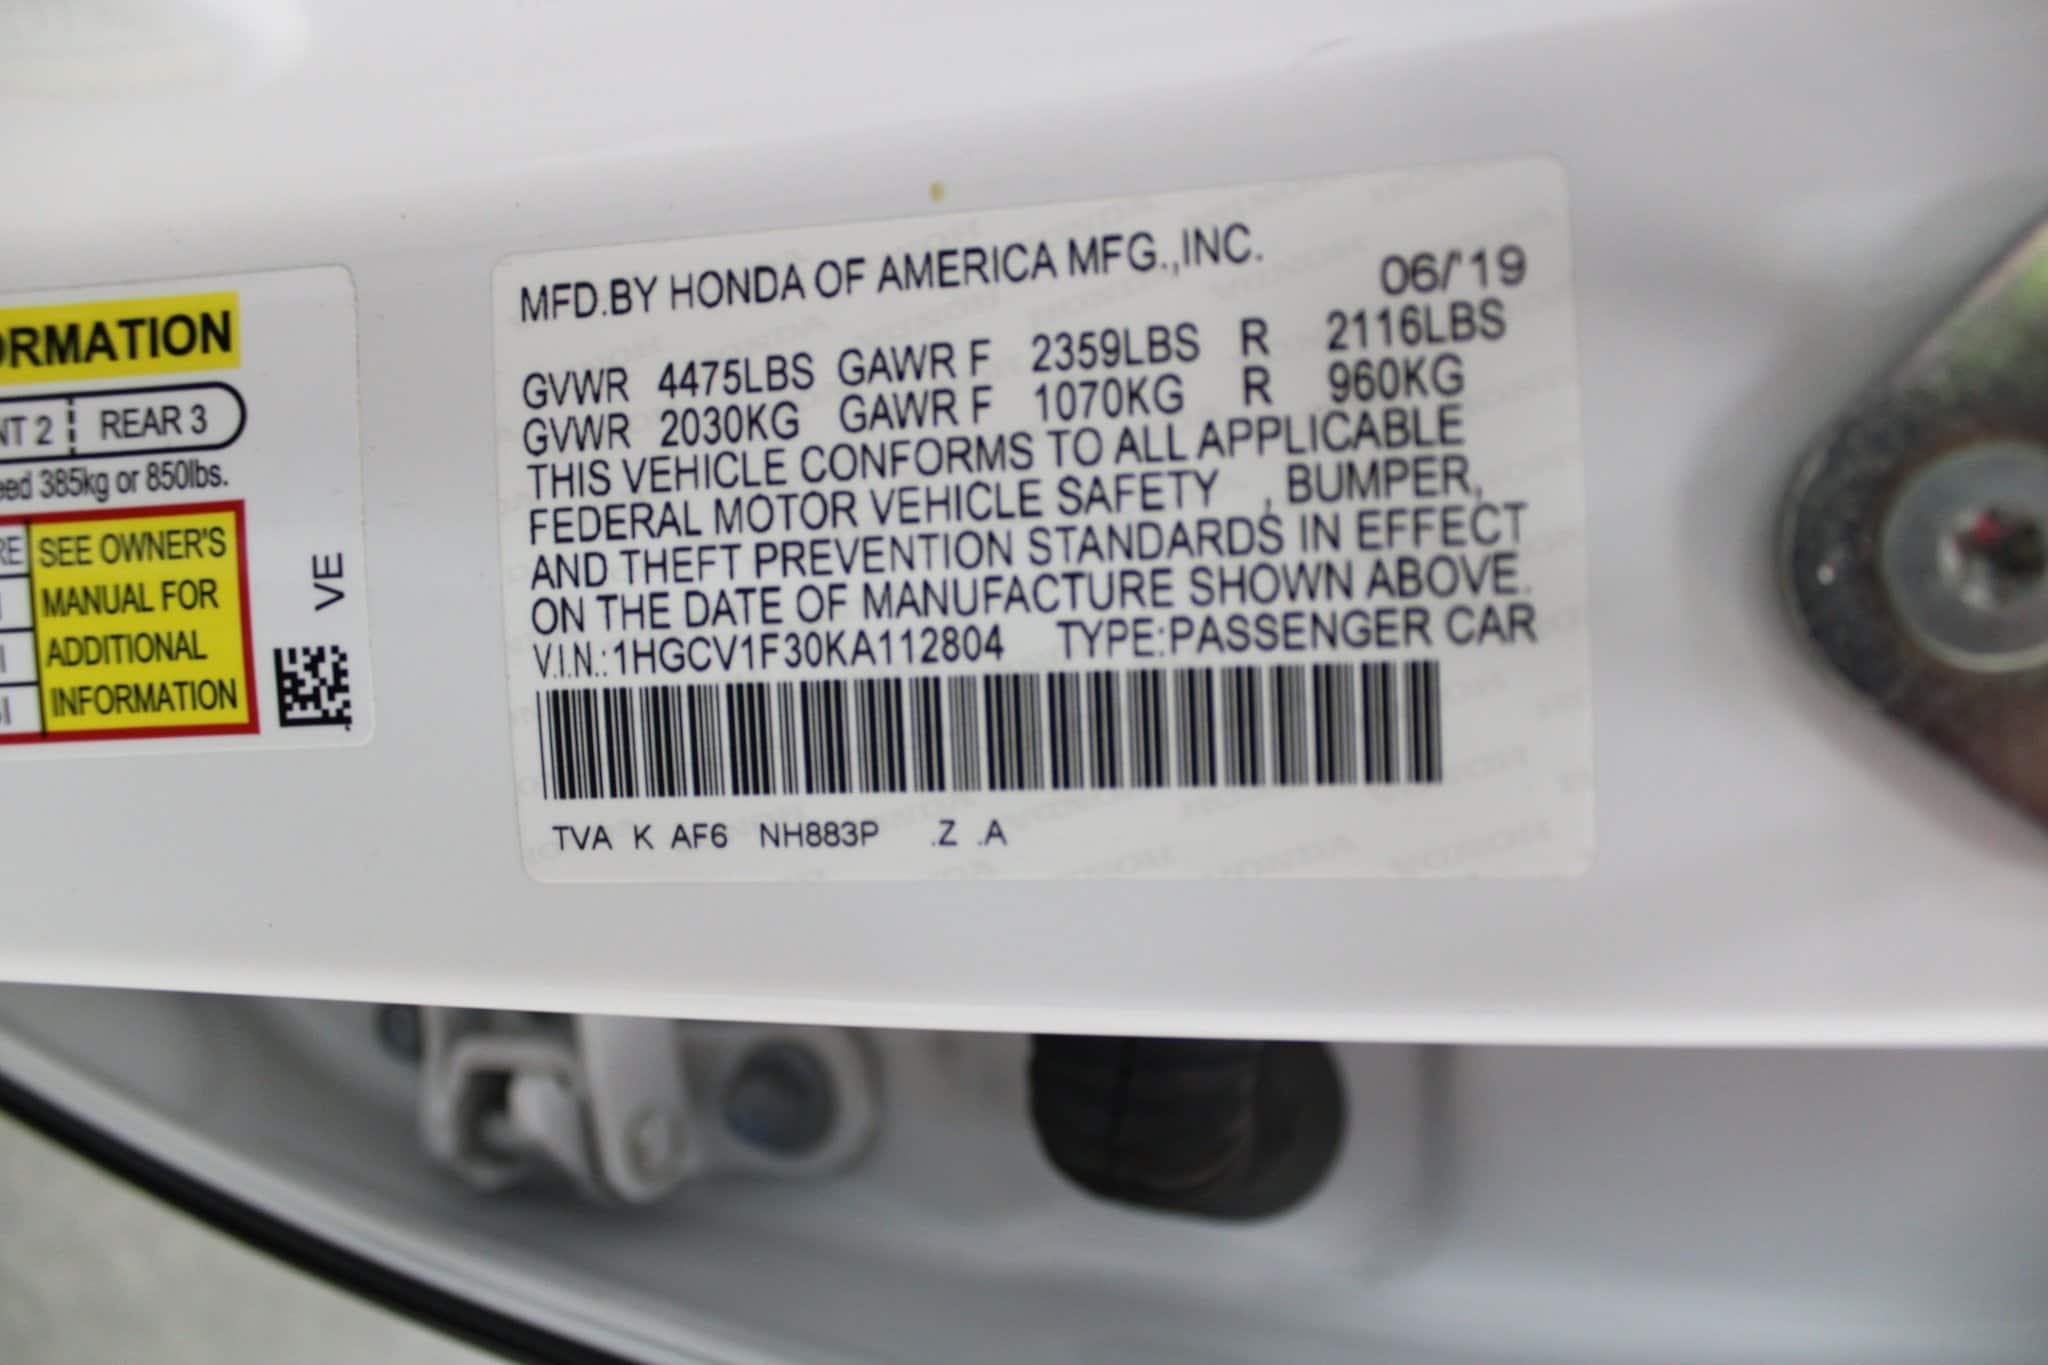 ORMATION
NT 2 REAR 3
eed 385kg or 850lbs.
RE
SEE OWNER'S
MANUAL FOR
ADDITIONAL
INFORMATION
VE
MFD.BY HONDA OF AMERICA MFG.,INC. 06/'19
GVWR 4475LBS GAWR F 2359LBS R 2116LBS
GVWR 2030KG GAWR F 1070KG R 960KG
THIS VEHICLE CONFORMS TO ALL APPLICABLE
FEDERAL MOTOR VEHICLE SAFETY , BUMPER,
AND THEFT PREVENTION STANDARDS IN EFFECT
ON THE DATE OF MANUFACTURE SHOWN ABOVE.
V.I.N.:1HGCV1F30KA112804 TYPE:PASSENGER CAR
TVA K AF6 NH883P .Z .A